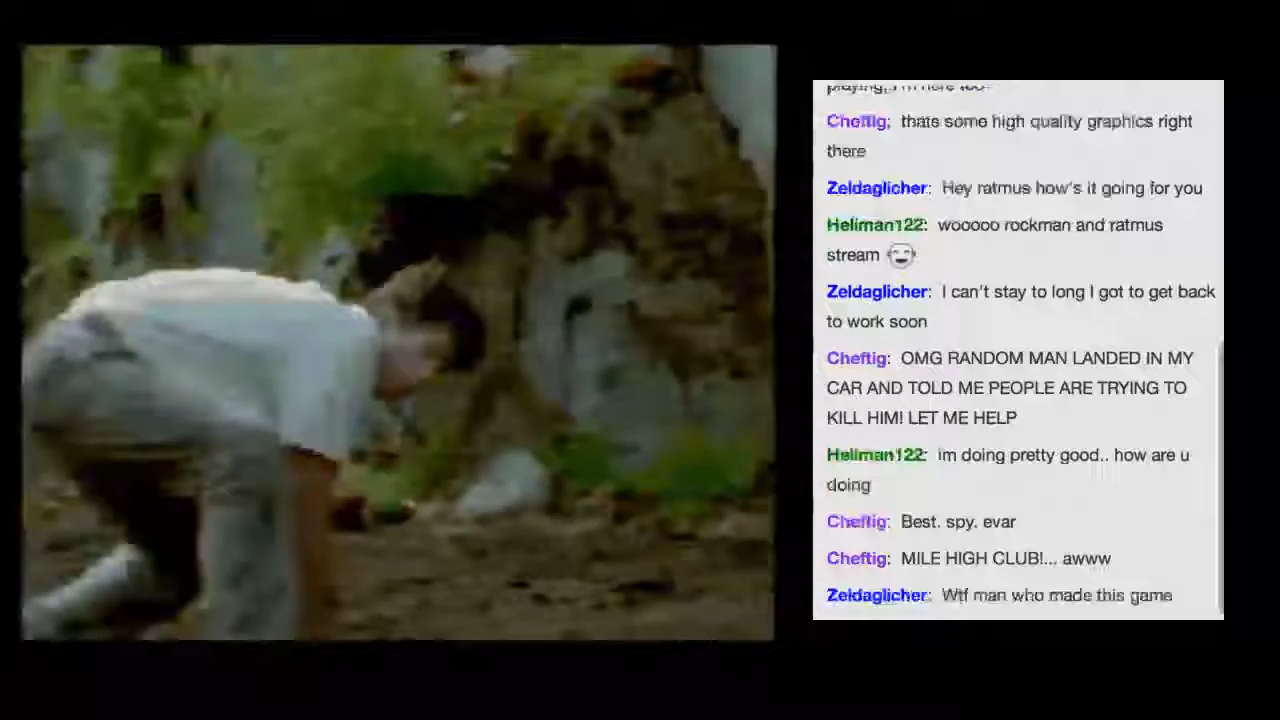 playing, I'm here too
Cheftig: thats some high quality graphics right
there
Zeldaglicher: Hey ratmus how's it going for you
Heliman122: wooooo rockman and ratmus
stream
Zeldaglicher: I can't stay to long I got to get back
to work soon
Cheftig: OMG RANDOM MAN LANDED IN MY
CAR AND TOLD ME PEOPLE ARE TRYING TO
KILL HIM! LET ME HELP
Heliman122: im doing pretty good.. how are u
doing
Cheftig: Best. spy. evar
Cheftig: MILE HIGH CLUB!... awww
Zeldaglicher: Wtf man who made this game